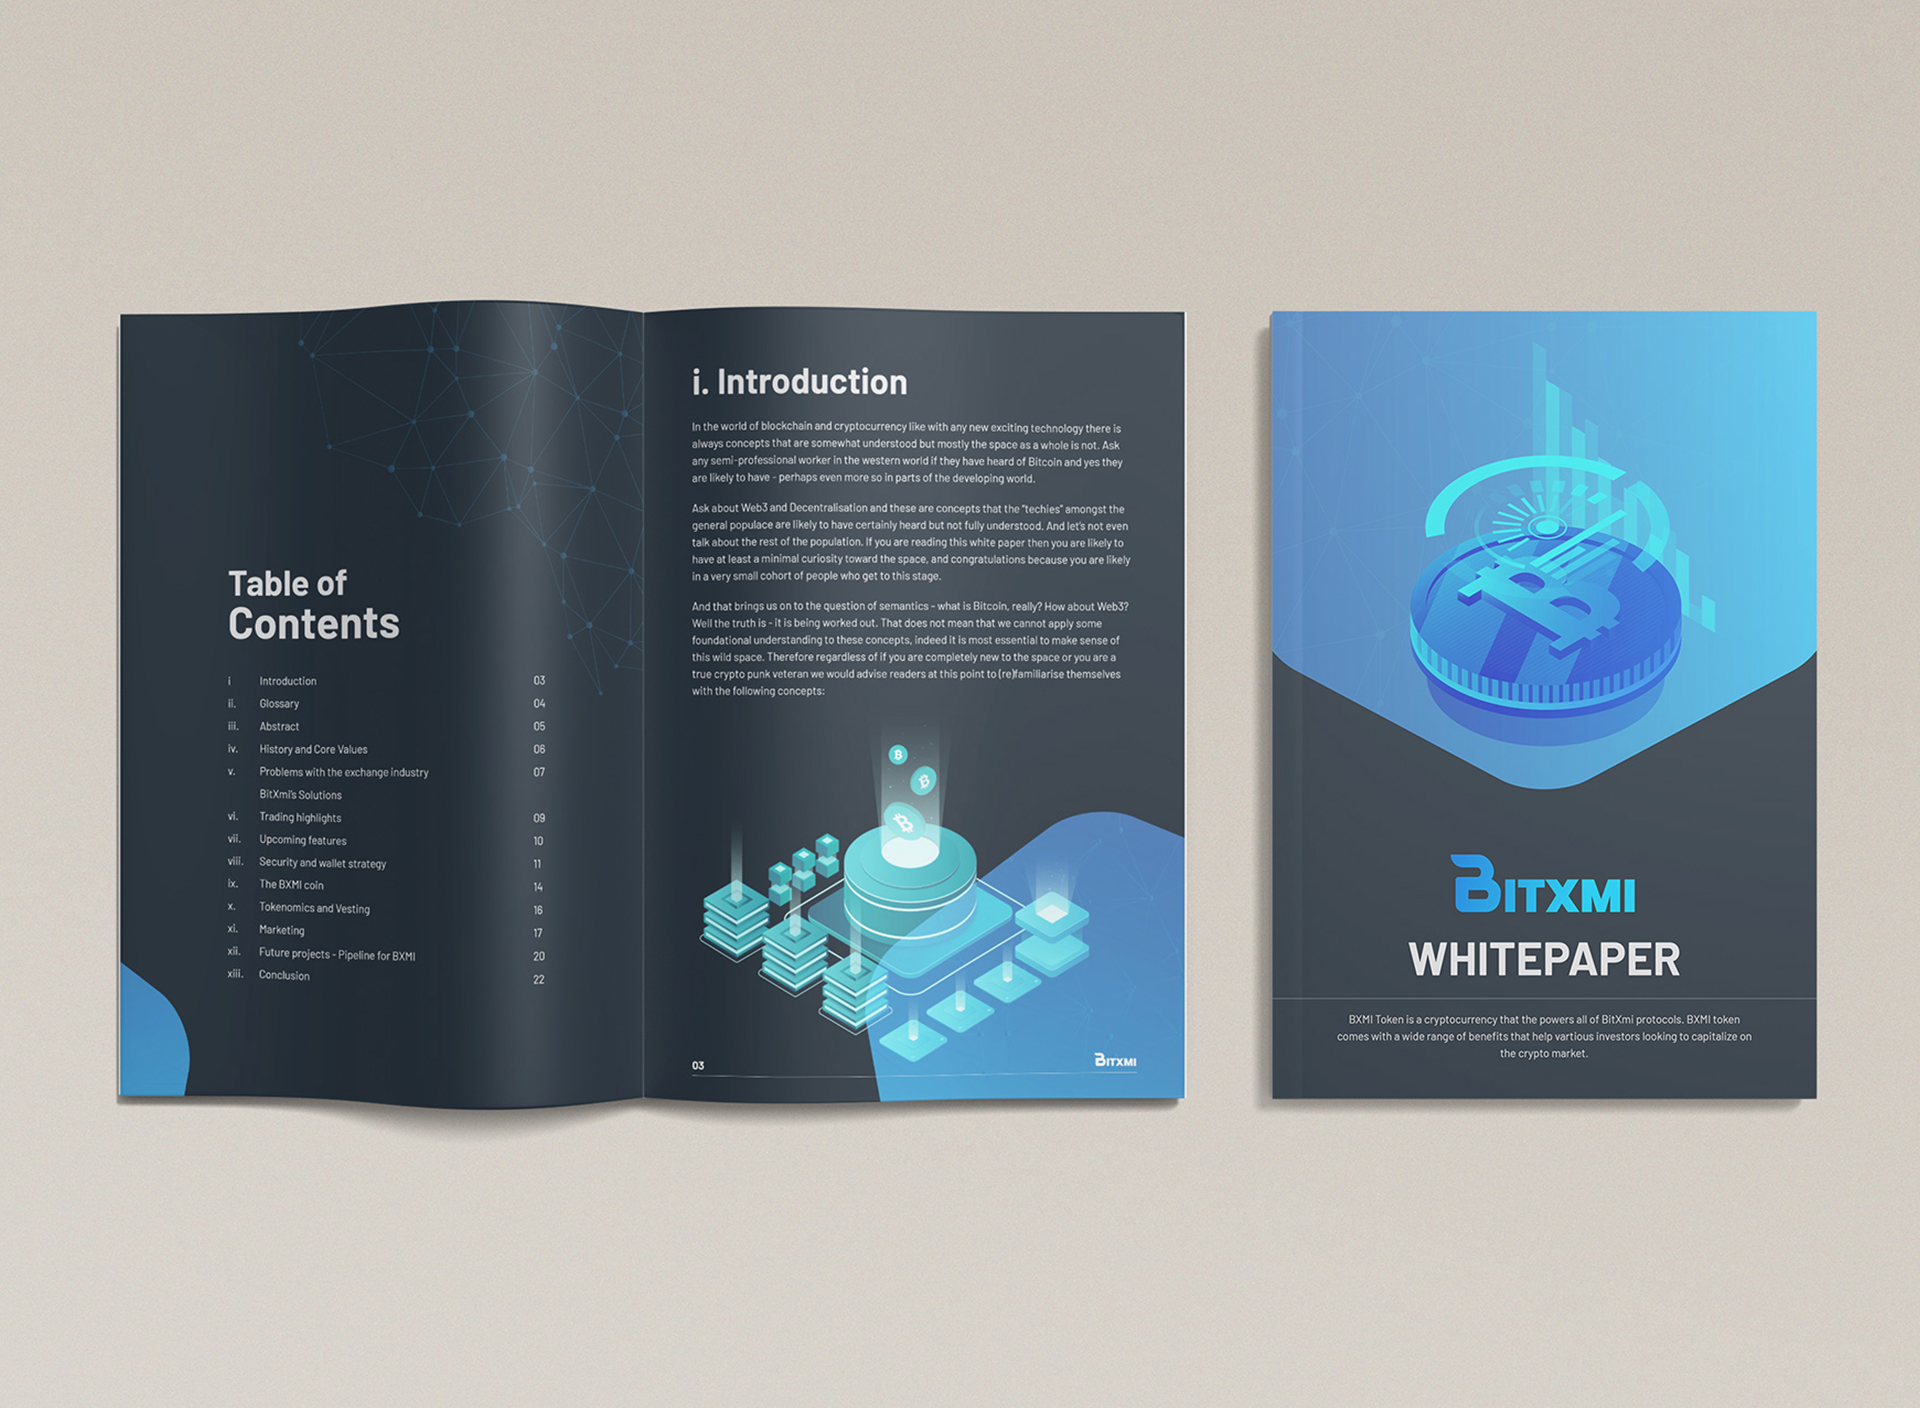 Table of
Contents
i Introduction 03
ii. Glossary 04
iii. Abstract 05
iv. History and Core Values 06
v. Problems with the exchange industry 07
BitXmi's Solutions
vi. Trading highlights 09
vii. Upcoming features 10
viii. Security and wallet strategy 11
ix. The BXMI coin 14
x. Tokenomics and Vesting 16
xi. Marketing 17
xii. Future projects - Pipeline for BXMI 20
xiii. Conclusion 22
i. Introduction
In the world of blockchain and cryptocurrency like with any new exciting technology there is
always concepts that are somewhat understood but mostly the space as a whole is not. Ask
any semi-professional worker in the western world if they have heard of Bitcoin and yes they
are likely to have - perhaps even more so in parts of the developing world.
Ask about Web3 and Decentralisation and these are concepts that the "techies" amongst the
general populace are likely to have certainly heard but not fully understood. And let's not even
talk about the rest of the population. If you are reading this white paper then you are likely to
have at least a minimal curiosity toward the space, and congratulations because you are likely
in a very small cohort of people who get to this stage.
And that brings us on to the question of semantics - what is Bitcoin, really? How about Web3?
Well the truth is - it is being worked out. That does not mean that we cannot apply some
foundational understanding to these concepts, indeed it is most essential to make sense of
this wild space. Therefore regardless of if you are completely new to the space or you are a
true crypto punk veteran we would advise readers at this point to (re)familiarise themselves
with the following concepts:
03
BITXMI
BITXMI
WHITEPAPER
BXMI Token is a cryptocurrency that the powers all of BitXmi protocols. BXMI token
comes with a wide range of benefits that help vartious investors looking to capitalize on
the crypto market.